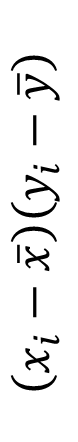 (xᵢ − x̄)(yᵢ − y̅)